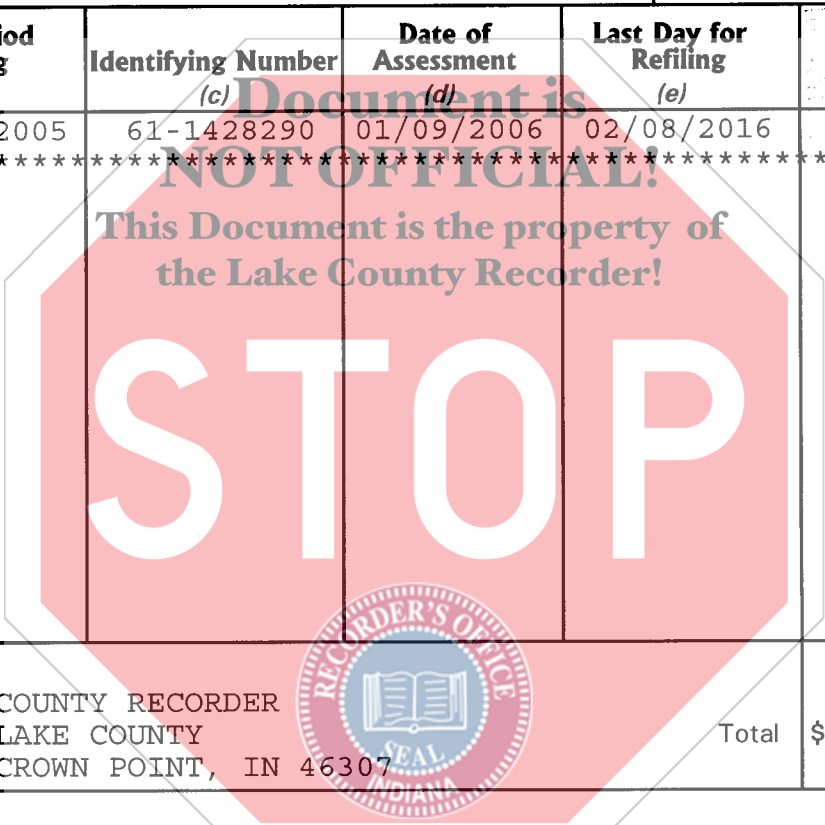 iod
g
Identifying Number
(c)
Date of
Assessment
(d)
Last Day for
Refiling
(e)
2005 61-1428290 01/09/2006 02/08/2016
******************************************
Document is
NOT OFFICIAL!
This Document is the property of
the Lake County Recorder!
STOP
RECORDER'S OFFICE
SEAL
INDIANA
COUNTY RECORDER
LAKE COUNTY
CROWN POINT, IN 46307
Total $